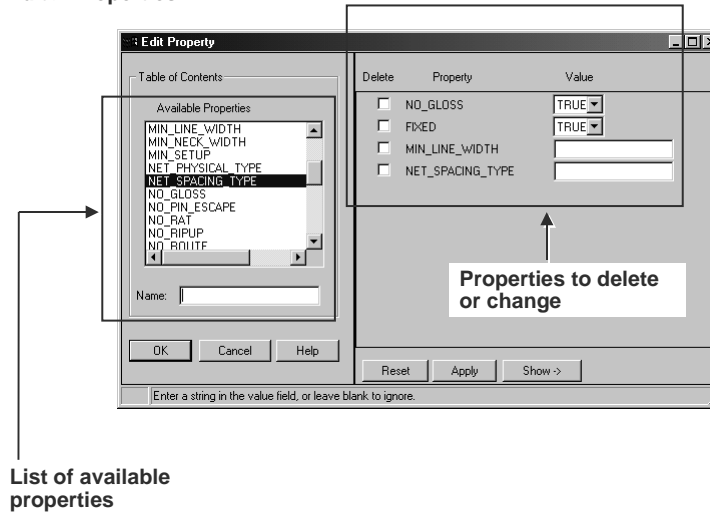 Edit Property
Table of Contents
Available Properties
MIN_LINE_WIDTH
MIN_NECK_WIDTH
MIN_SETUP
NET_PHYSICAL_TYPE
NET_SPACING_TYPE
NO_GLOSS
NO_PIN_ESCAPE
NO_RAT
NO_RIPUP
NO_ROUTE
Name:
OK Cancel Help
Delete Property Value
NO_GLOSS TRUE
FIXED TRUE
MIN_LINE_WIDTH
NET_SPACING_TYPE
Properties to delete
or change
Reset Apply Show ->
Enter a string in the value field, or leave blank to ignore.
List of available
properties